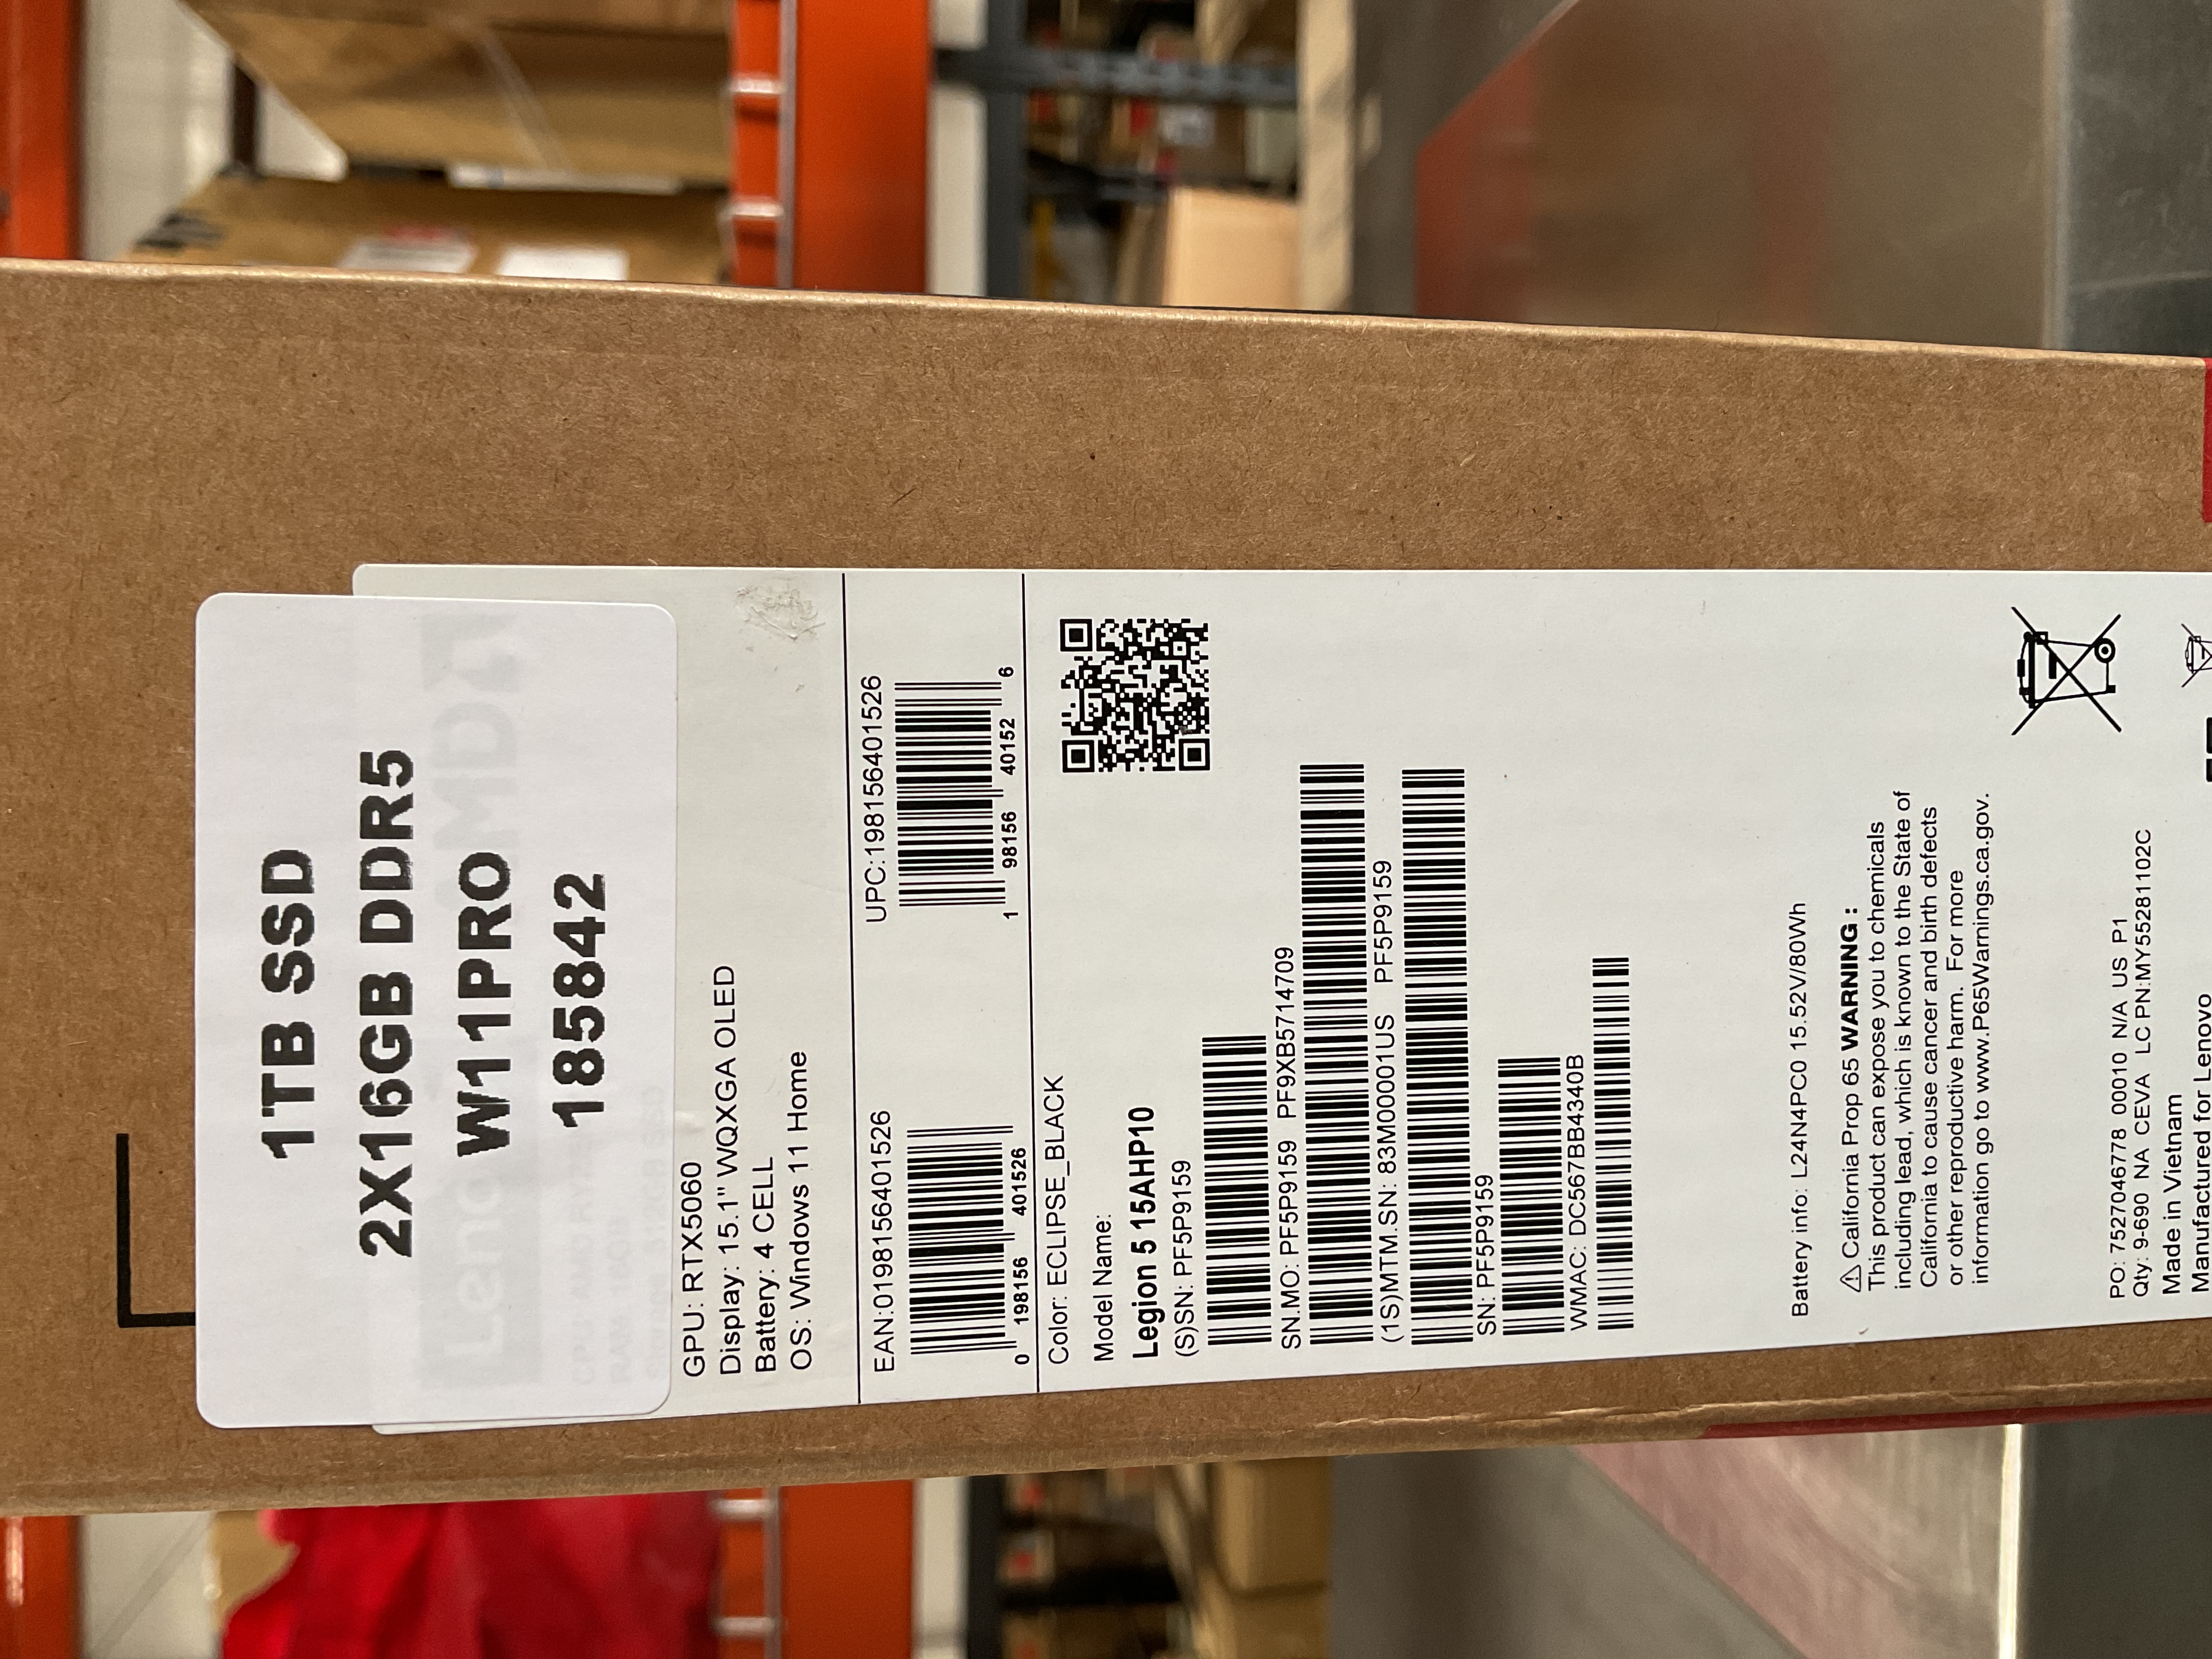 1TB SSD
2X16GB DDR5
W11PRO
185842
GPU: RTX5060
Display: 15.1" WQXGA OLED
Battery: 4 CELL
OS: Windows 11 Home
EAN:0198156401526
0 198156 401526
UPC:198156401526
1 98156 40152 6
Color: ECLIPSE_BLACK
Model Name:
Legion 5 15AHP10
(S)SN: PF5P9159
SN.MO: PF5P9159 PF9XB5714709
(1S)MTM.SN: 83M00001US PF5P9159
SN: PF5P9159
WMAC: DC567BB4340B
Battery info: L24N4PC0 15.52V/80Wh
⚠ California Prop 65 WARNING :
This product can expose you to chemicals
including lead, which is known to the State of
California to cause cancer and birth defects
or other reproductive harm. For more
information go to www.P65Warnings.ca.gov.
PO: 7527046778 00010 N/A US P1
Qty: 9-690 NA CEVA LC PN:MY55281102C
Made in Vietnam
Manufactured for Lenovo